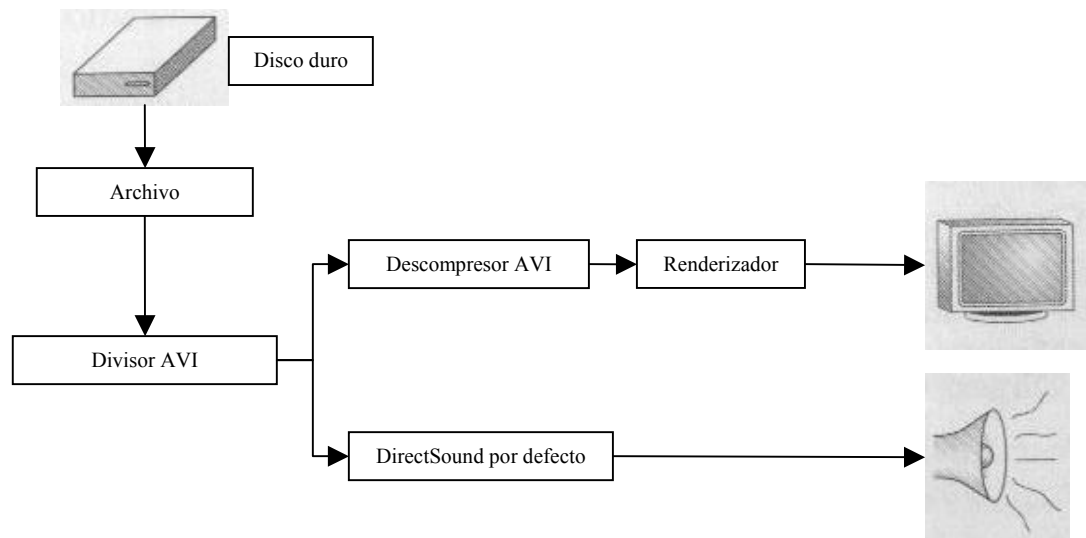 Disco duro
Archivo
Descompresor AVI
Renderizador
Divisor AVI
DirectSound por defecto